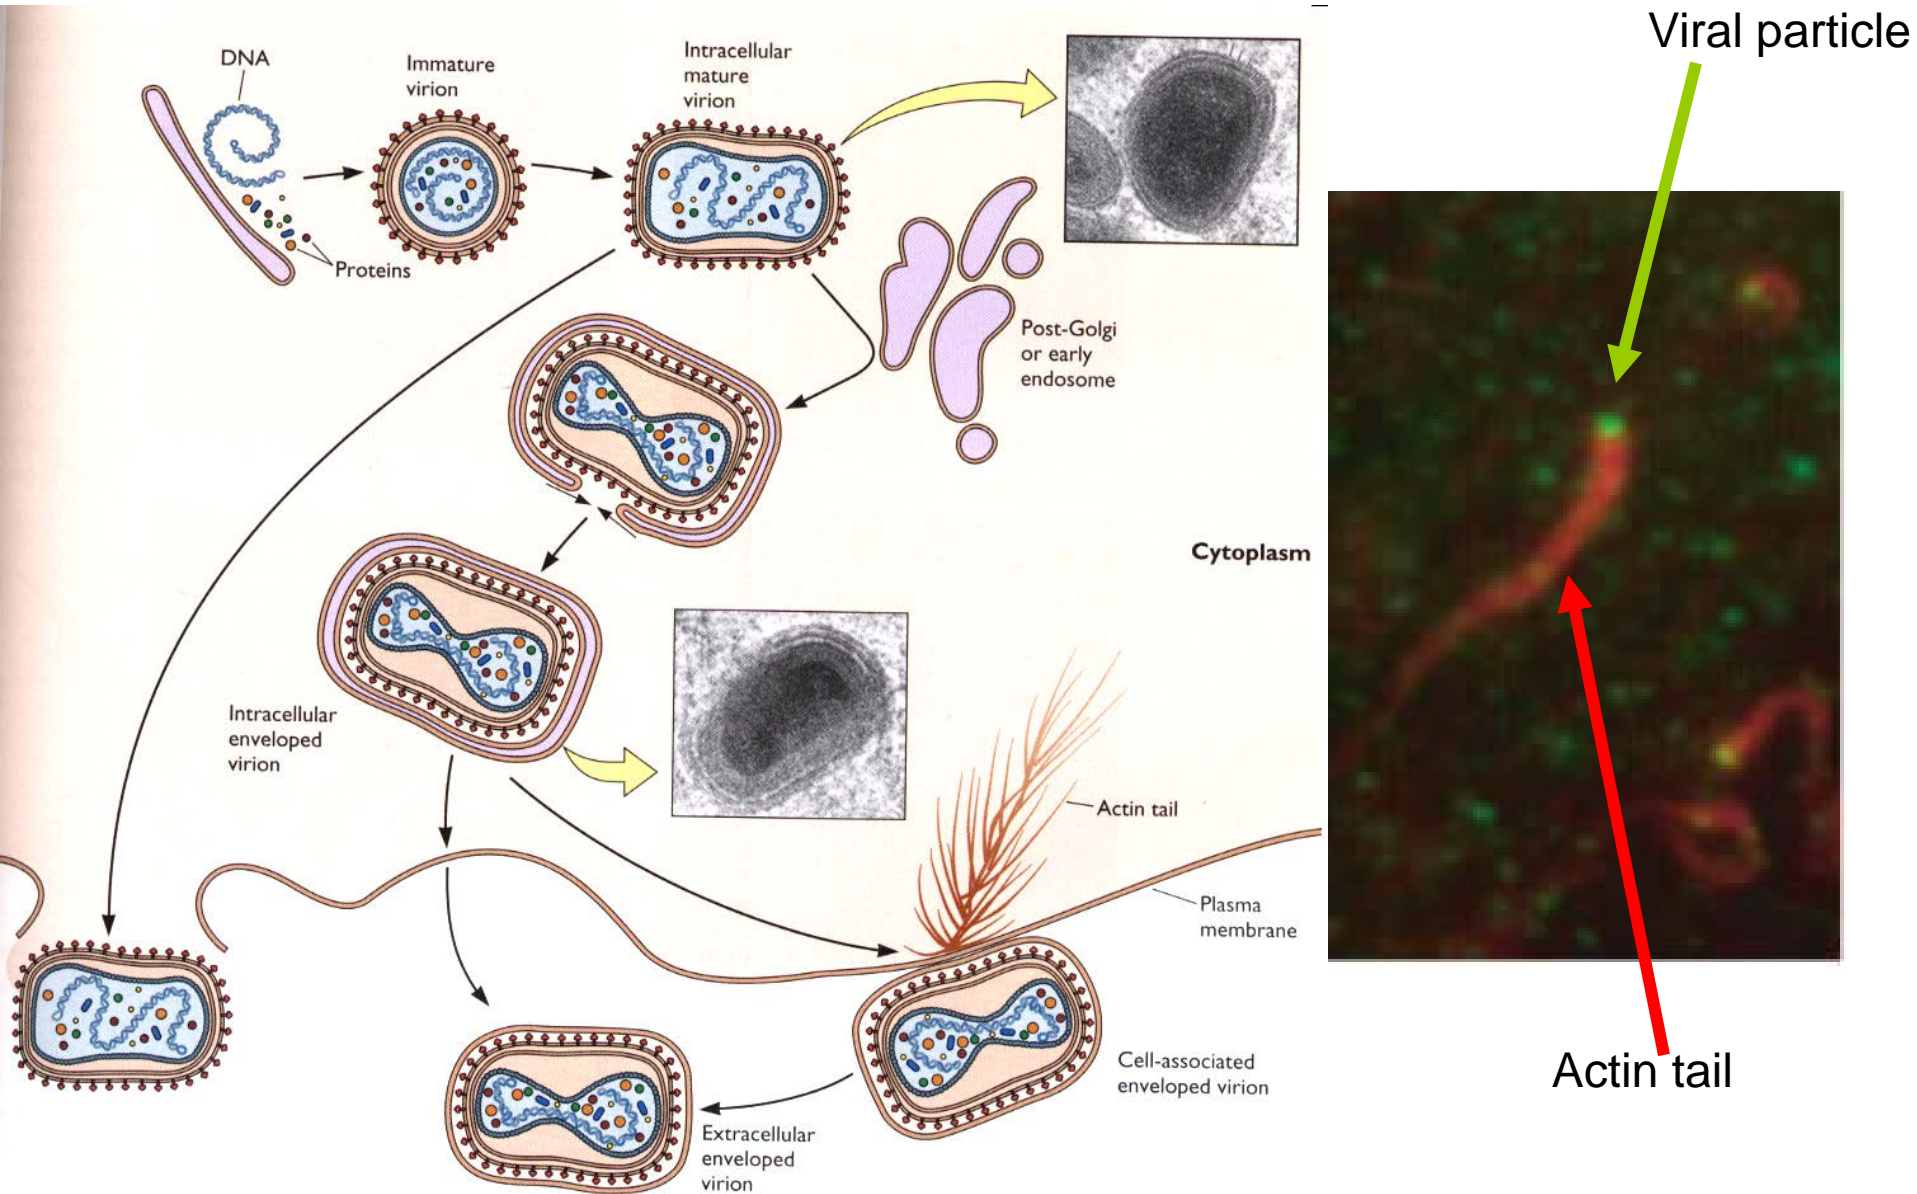 DNA
Immature
virion
Intracellular
mature
virion
Viral particle
Proteins
Post-Golgi
or early
endosome
Cytoplasm
Intracellular
enveloped
virion
Actin tail
Plasma
membrane
Cell-associated
enveloped virion
Extracellular
enveloped
virion
Actin tail